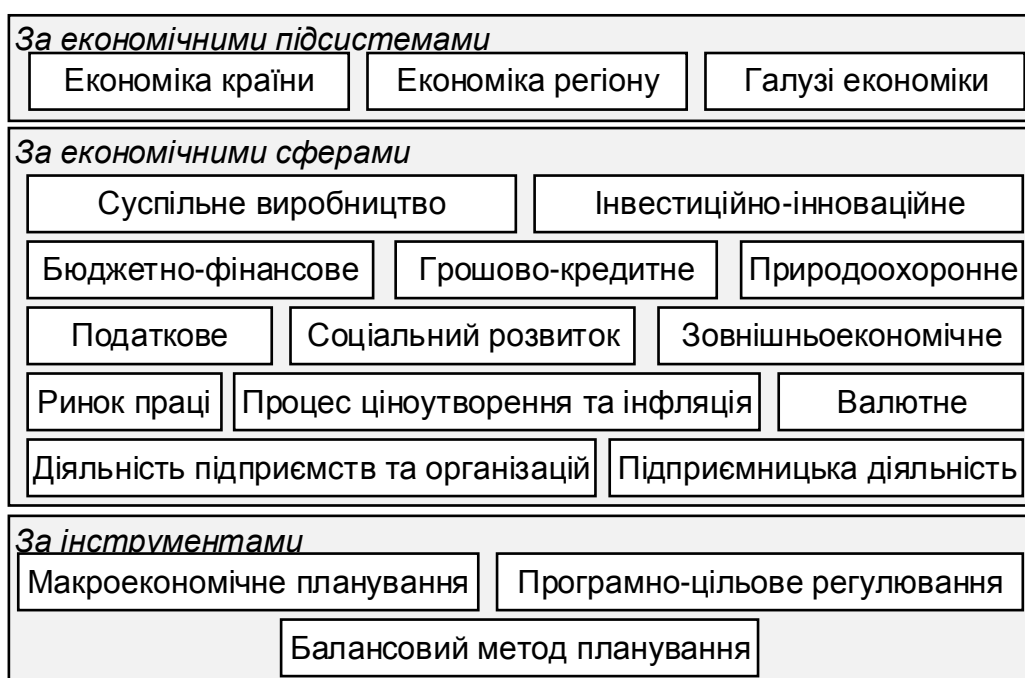 За економічними підсистемами
Економіка країни Економіка регіону Галузі економіки
За економічними сферами
Суспільне виробництво Інвестиційно-інноваційне
Бюджетно-фінансове Грошово-кредитне Природоохоронне
Податкове Соціальний розвиток Зовнішньоекономічне
Ринок праці Процес ціноутворення та інфляція Валютне
Діяльність підприємств та організацій Підприємницька діяльність
За інструментами
Макроекономічне планування Програмно-цільове регулювання
Балансовий метод планування